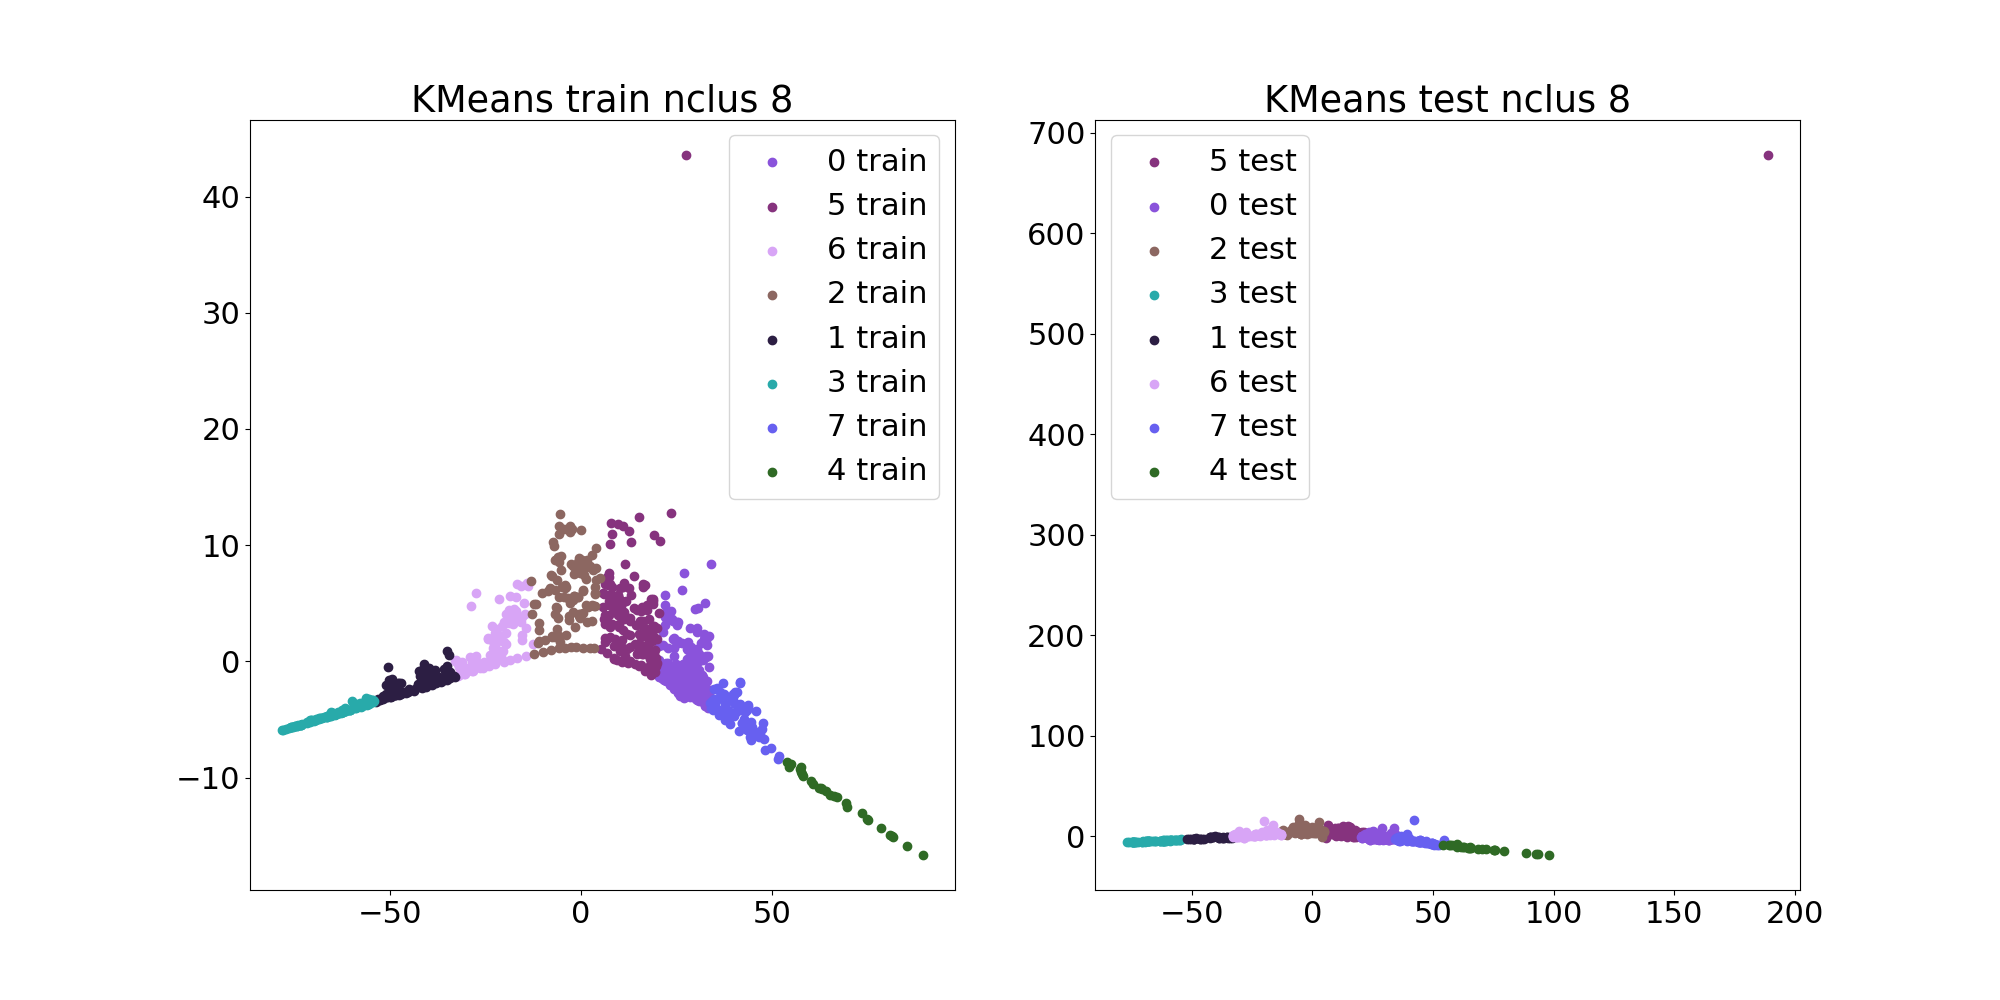 KMeans train nclus 8
40
30
20
10
0
−10
−50
0
50
0 train
5 train
6 train
2 train
1 train
3 train
7 train
4 train
KMeans test nclus 8
700
600
500
400
300
200
100
0
−50
0
50
100
150
200
5 test
0 test
2 test
3 test
1 test
6 test
7 test
4 test